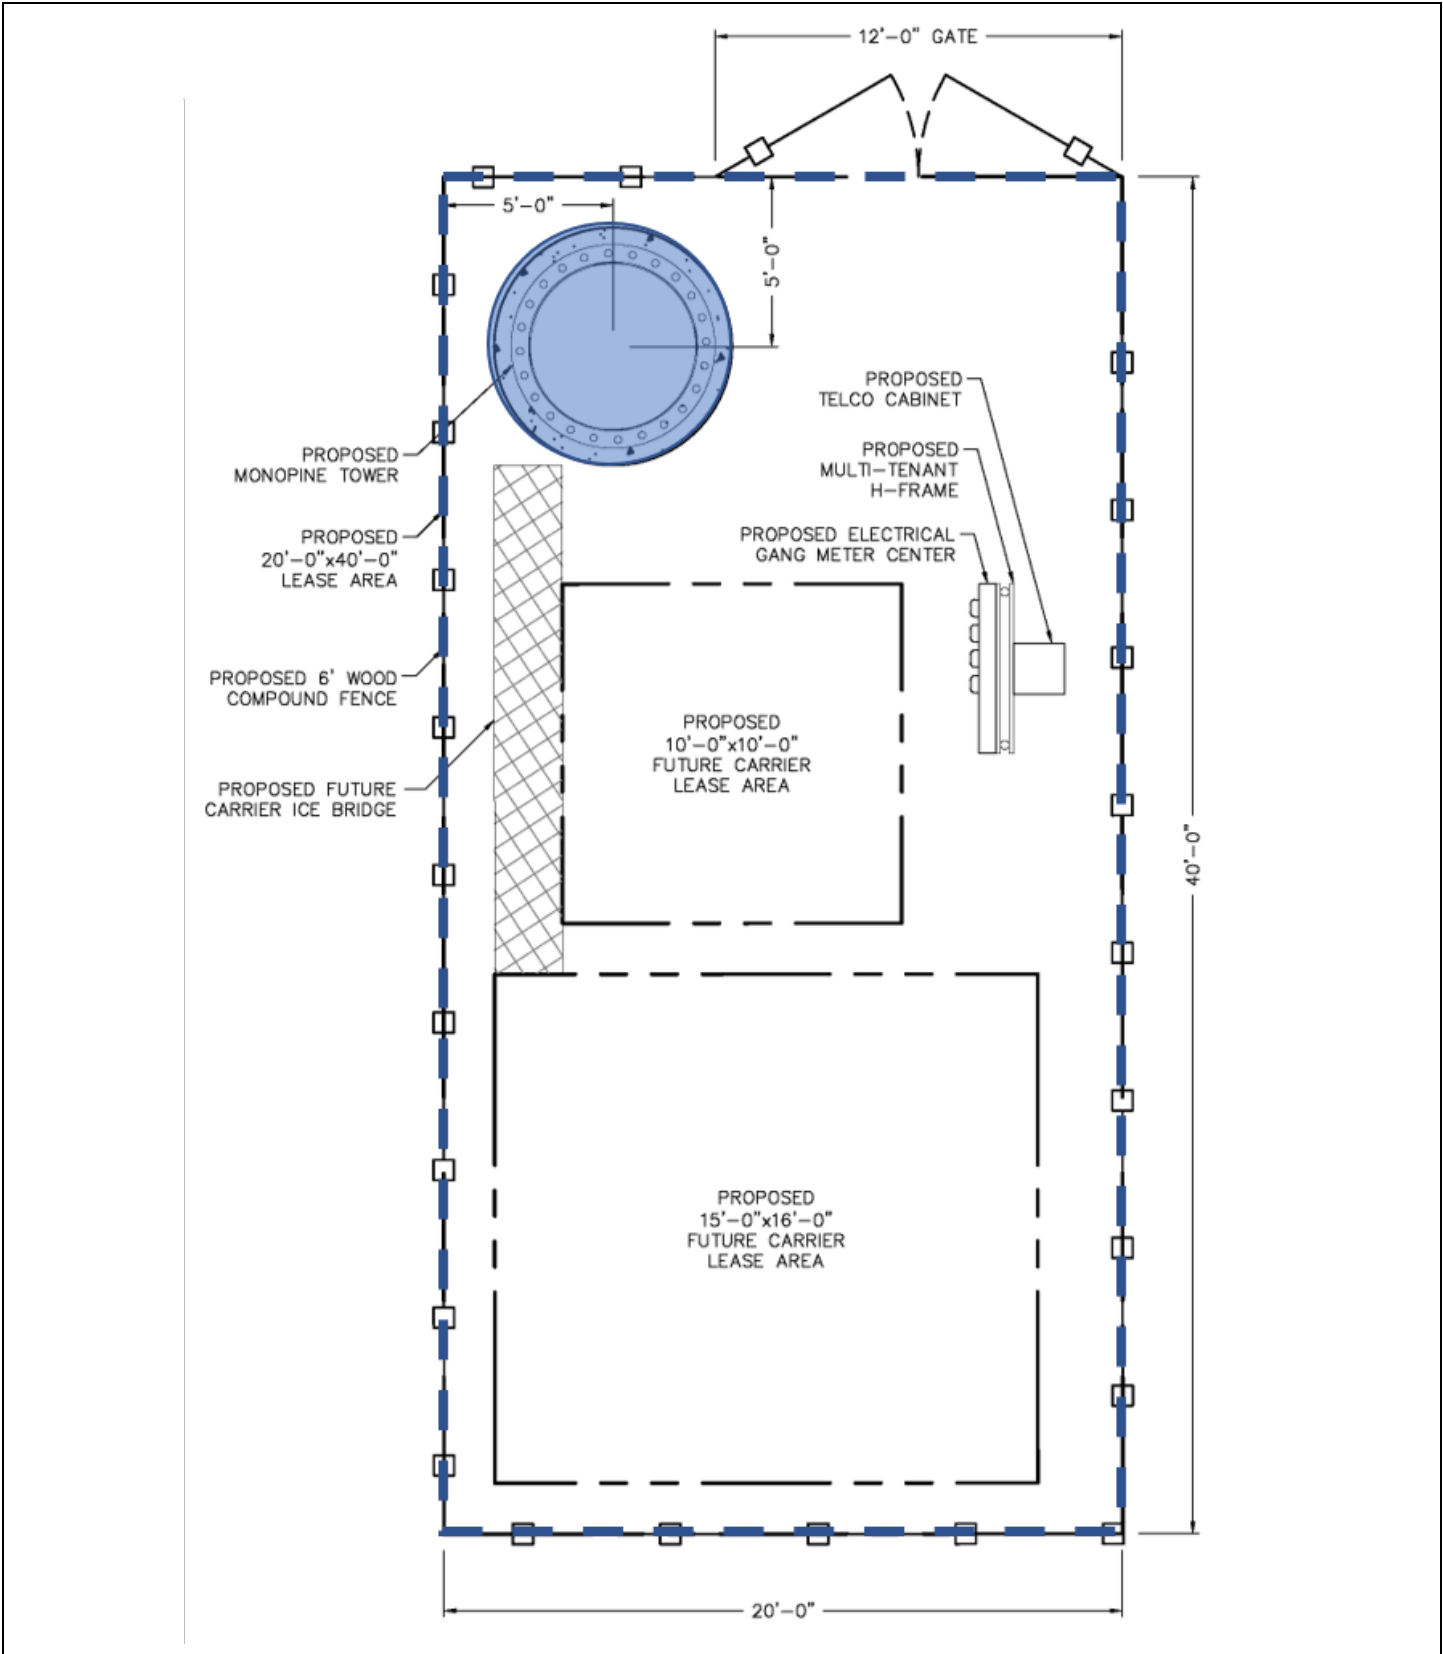 12'-0" GATE
5'-0"
5'-0"
PROPOSED
TELCO CABINET
PROPOSED
MULTI-TENANT
H-FRAME
PROPOSED
MONOPINE TOWER
PROPOSED ELECTRICAL
GANG METER CENTER
PROPOSED
20'-0"x40'-0"
LEASE AREA
PROPOSED 6' WOOD
COMPOUND FENCE
PROPOSED
10'-0"x10'-0"
FUTURE CARRIER
LEASE AREA
PROPOSED FUTURE
CARRIER ICE BRIDGE
40'-0"
PROPOSED
15'-0"x16'-0"
FUTURE CARRIER
LEASE AREA
20'-0"